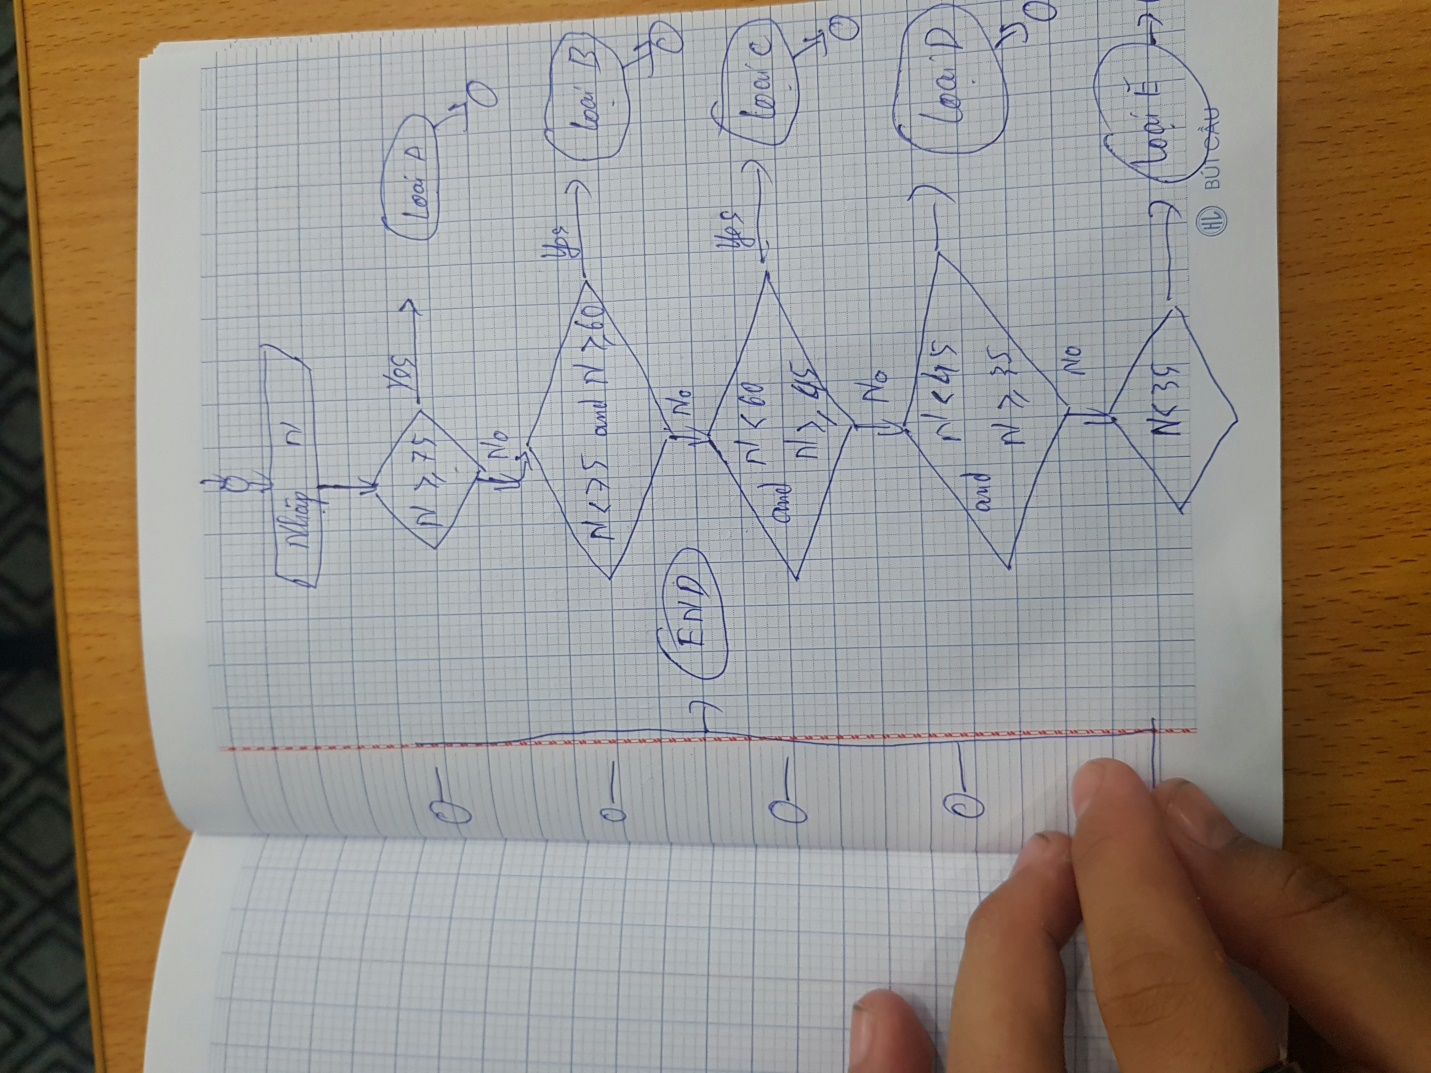 Nhập n
N ≥ 75
Yes
Loại A
No
N < 75 and N ≥ 60
Yes
Loại B
No
N < 60
and N ≥ 45
Yes
Loại C
No
N < 45
and N ≥ 35
Loại D
No
N < 35
Loại E
END
HL BÚT CẦU